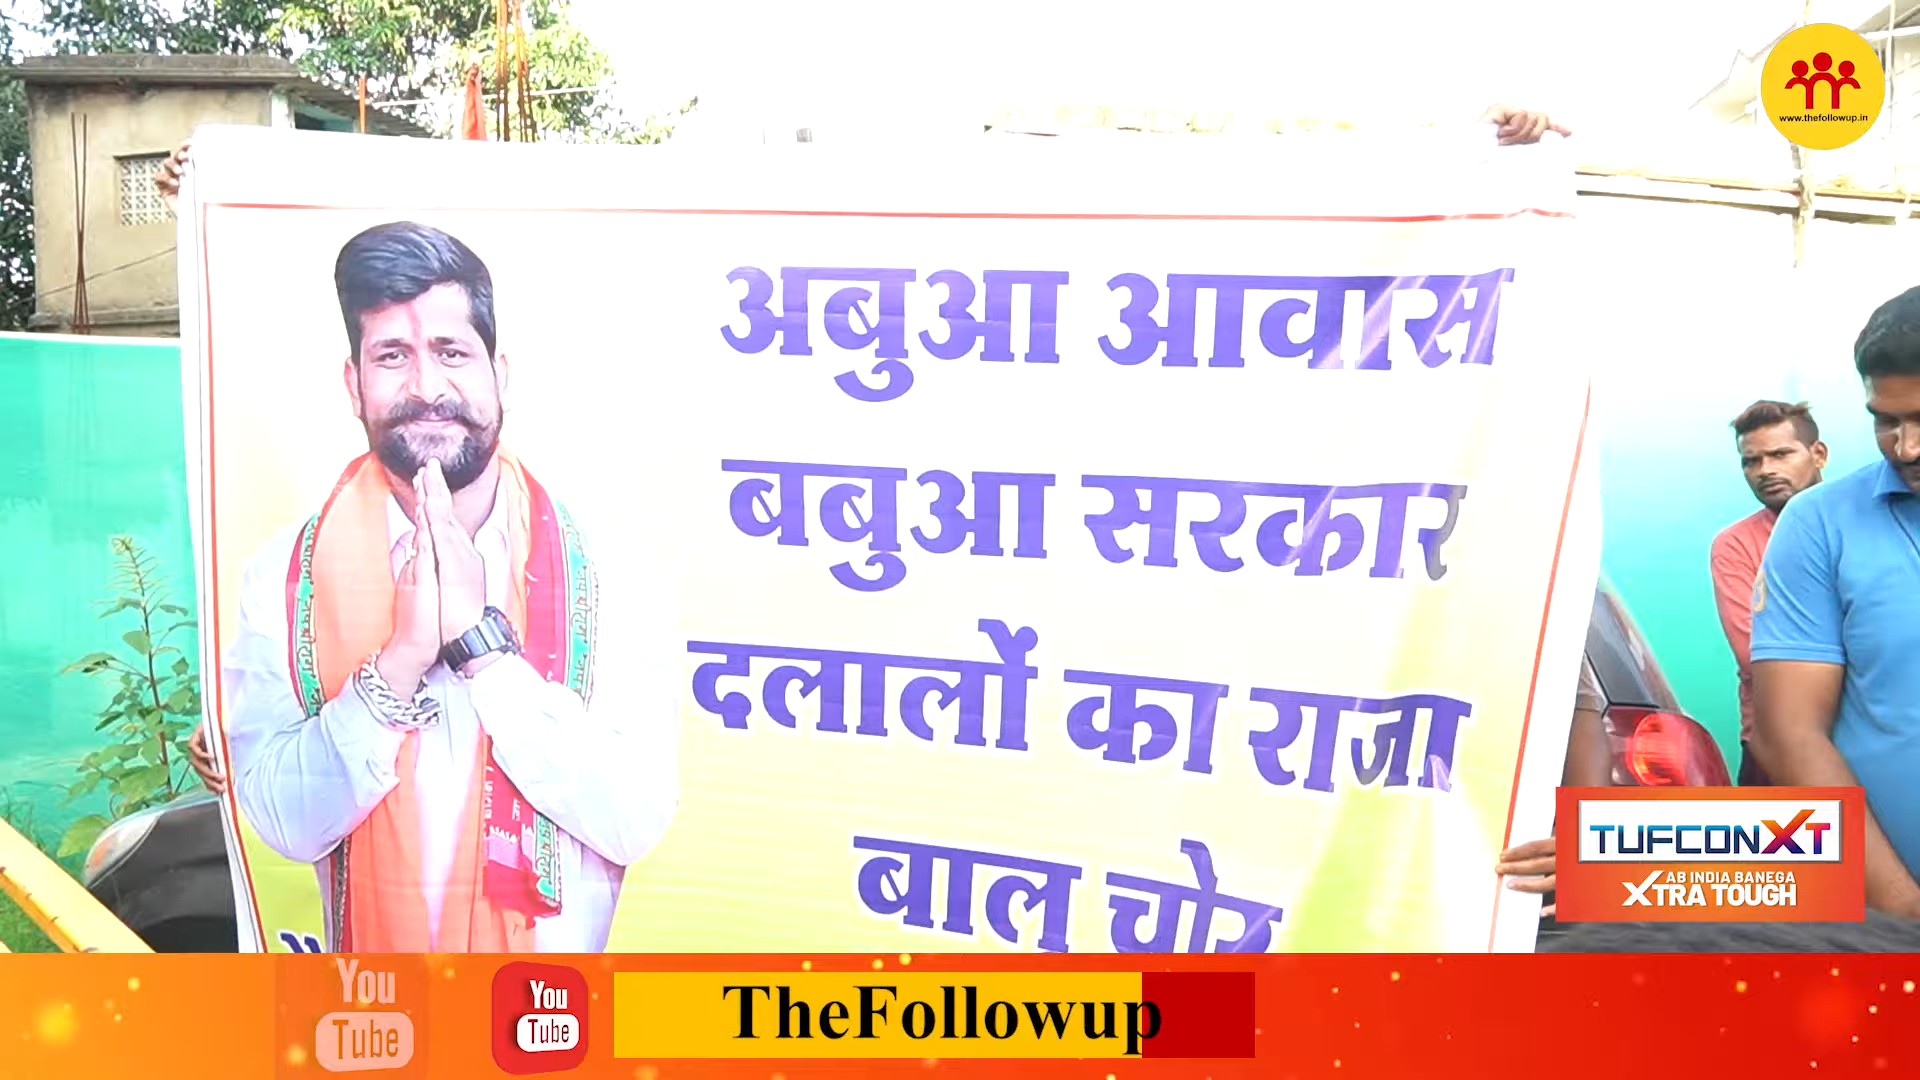 www.thefollowup.in
अबुआ आवास
बबुआ सरकार
दलालों का राजा
बालू चोर
TUFCONXT
AB INDIA BANEGA
XTRA TOUGH
You
Tube
You
Tube
TheFollowup